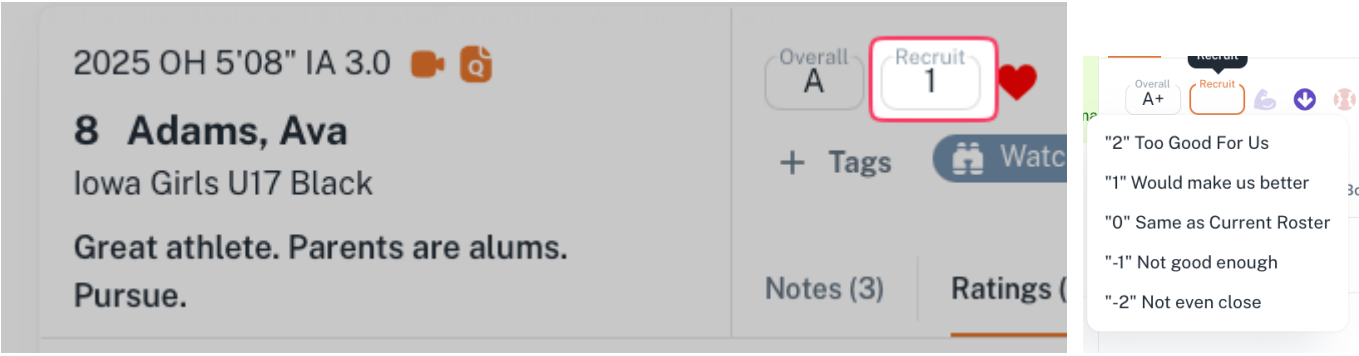 2025 OH 5'08" IA 3.0
8 Adams, Ava
Iowa Girls U17 Black
Great athlete. Parents are alums.
Pursue.
Overall
A
Recruit
1
+ Tags
Watc
Notes (3)
Ratings (
Recruit
Overall
A+
Recruit
"2" Too Good For Us
"1" Would make us better
"0" Same as Current Roster
"-1" Not good enough
"-2" Not even close